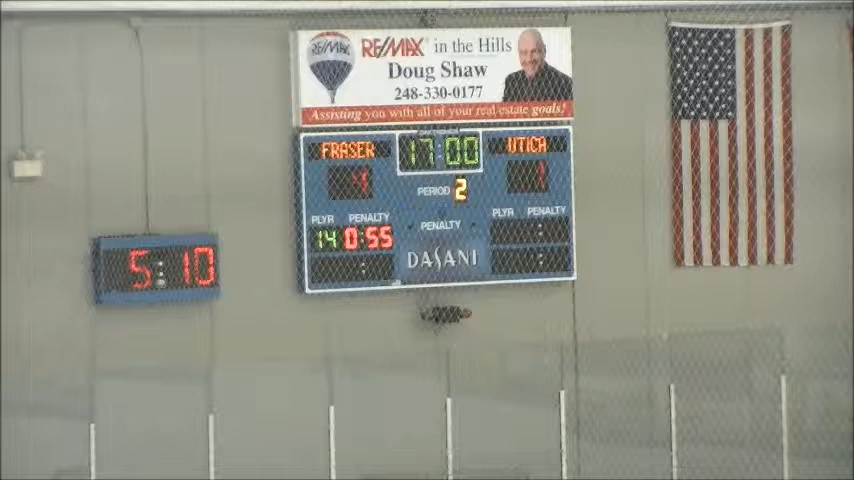 RE/MAX
RE/MAX in the Hills
Doug Shaw
248-330-0177
Assisting you with all of your real estate goals!
FRASER 17:00 UTICA
1 PERIOD 2 1
PLYR PENALTY PENALTY PLYR PENALTY
14 0:55 :
: DASANI :
5:10